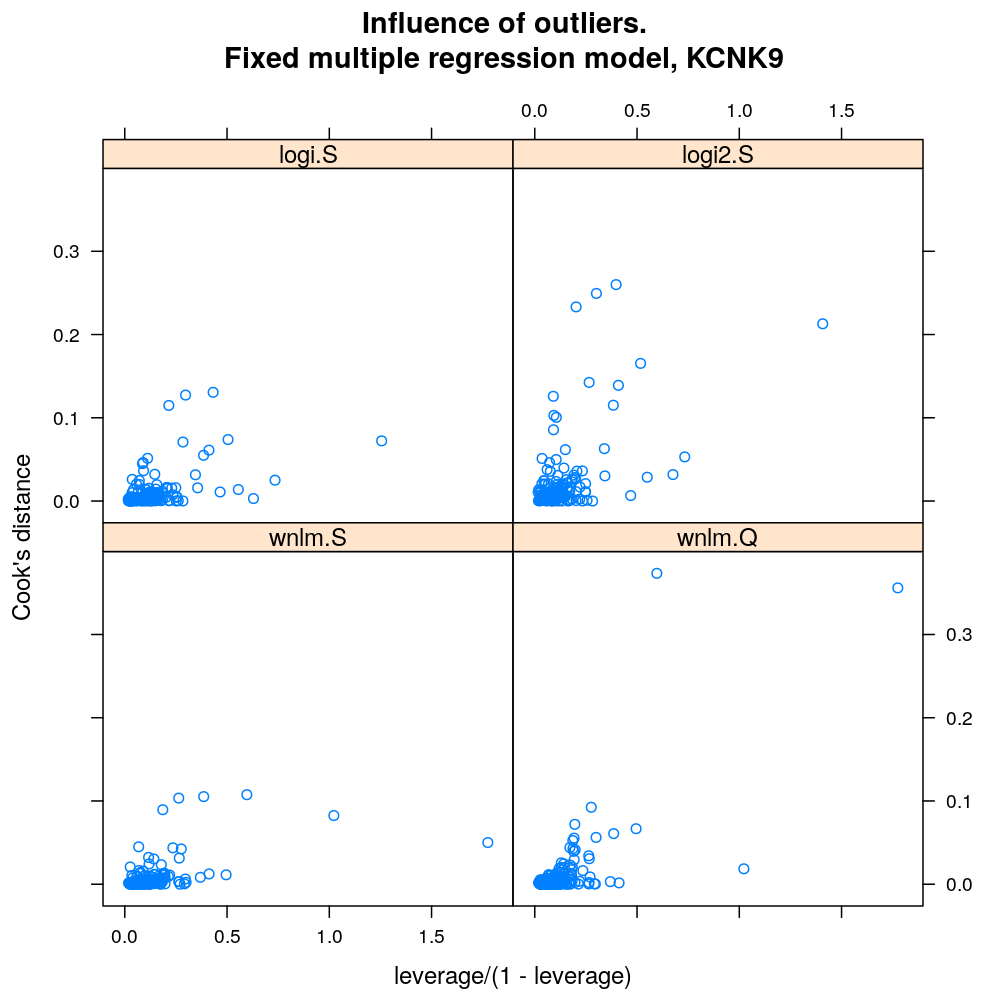 Influence of outliers.
Fixed multiple regression model, KCNK9
0.0 0.5 1.0 1.5
logi.S logi2.S
0.3
0.2
0.1
0.0
Cook's distance
wnlm.S wnlm.Q
0.3
0.2
0.1
0.0
0.0 0.5 1.0 1.5
leverage/(1 - leverage)